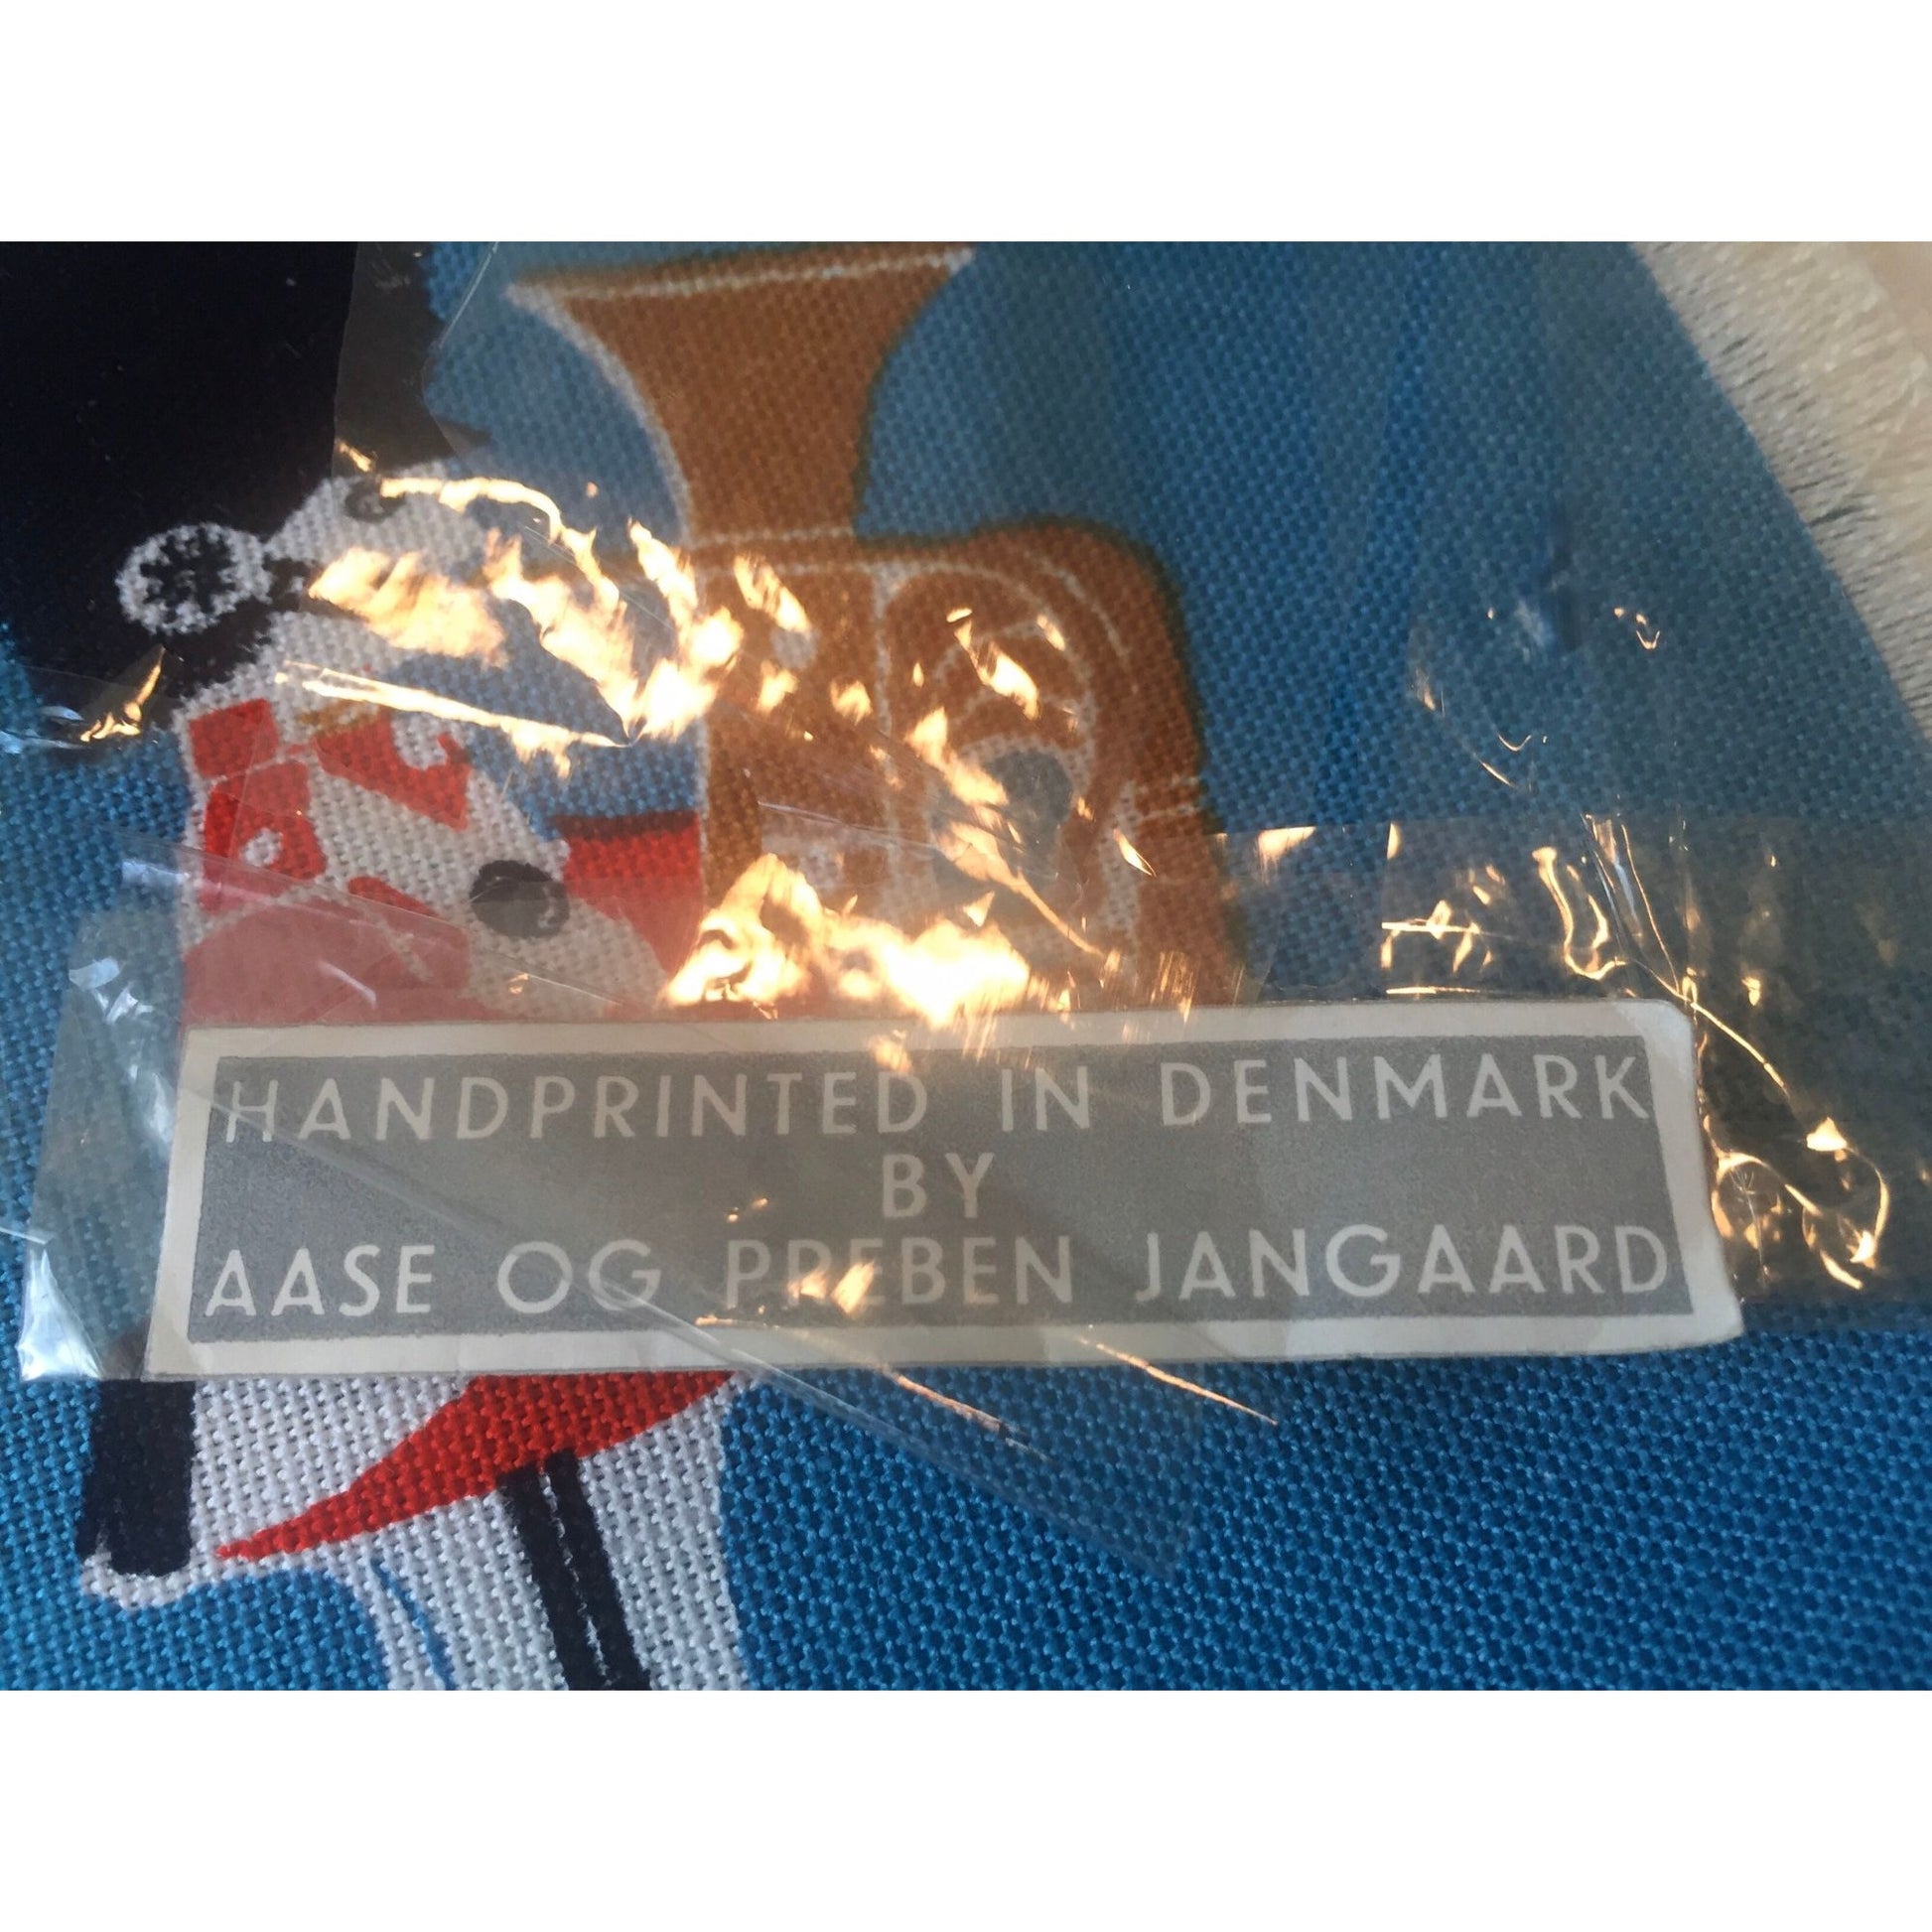 HANDPRINTED IN DENMARK
BY
AASE OG PREBEN JANGAARD